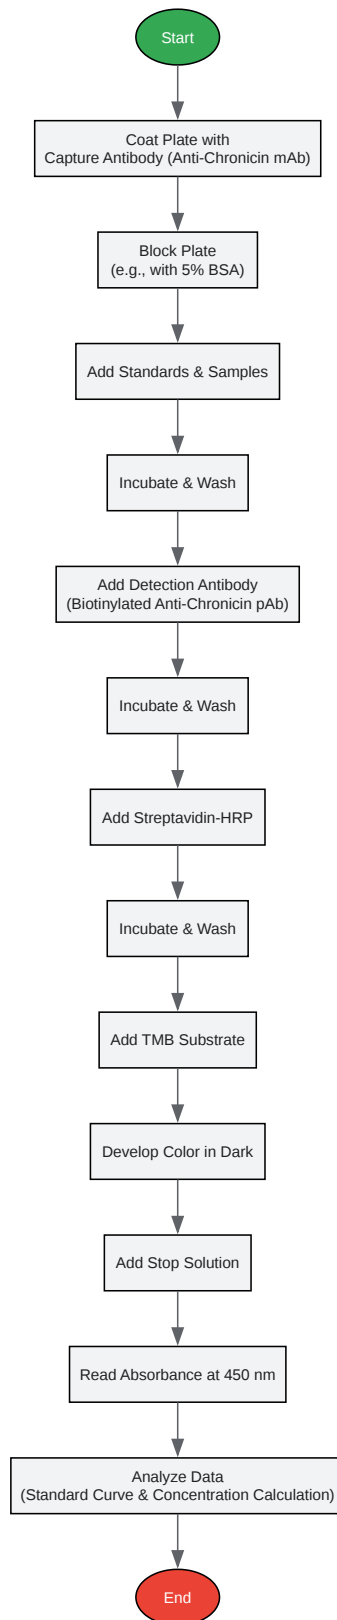 Start
Coat Plate with
Capture Antibody (Anti-Chronicin mAb)
Block Plate
(e.g., with 5% BSA)
Add Standards & Samples
Incubate & Wash
Add Detection Antibody
(Biotinylated Anti-Chronicin pAb)
Incubate & Wash
Add Streptavidin-HRP
Incubate & Wash
Add TMB Substrate
Develop Color in Dark
Add Stop Solution
Read Absorbance at 450 nm
Analyze Data
(Standard Curve & Concentration Calculation)
End